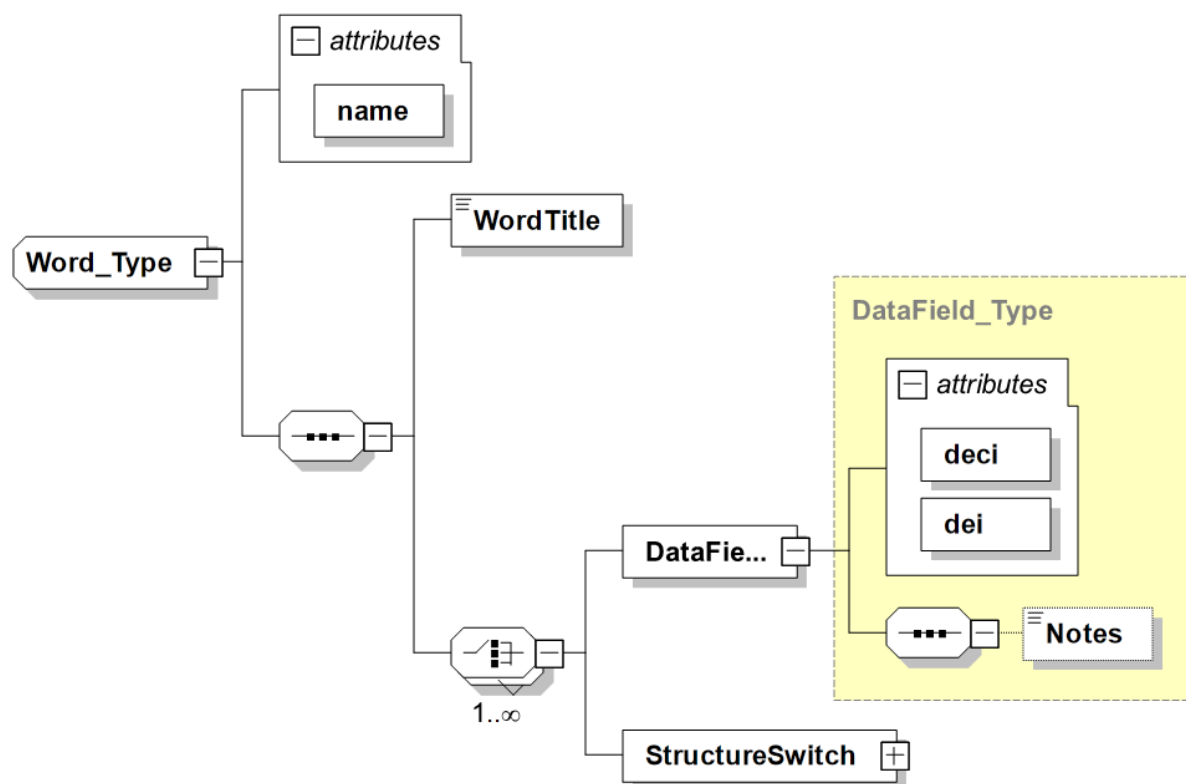 attributes
name
WordTitle
Word_Type
DataField_Type
attributes
deci
dei
DataFie...
Notes
1..∞
StructureSwitch